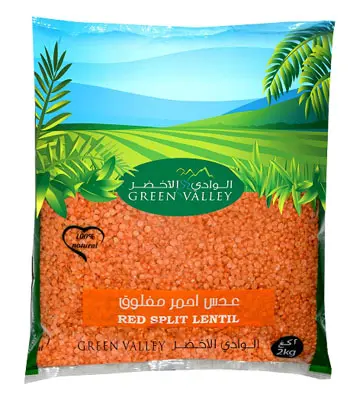 الوادي الأخضر
GREEN VALLEY
100%
natural
عدس احمر مفلوق
RED SPLIT LENTIL
GREEN VALLEY الوادي الأخضر
٢كغ
2kg